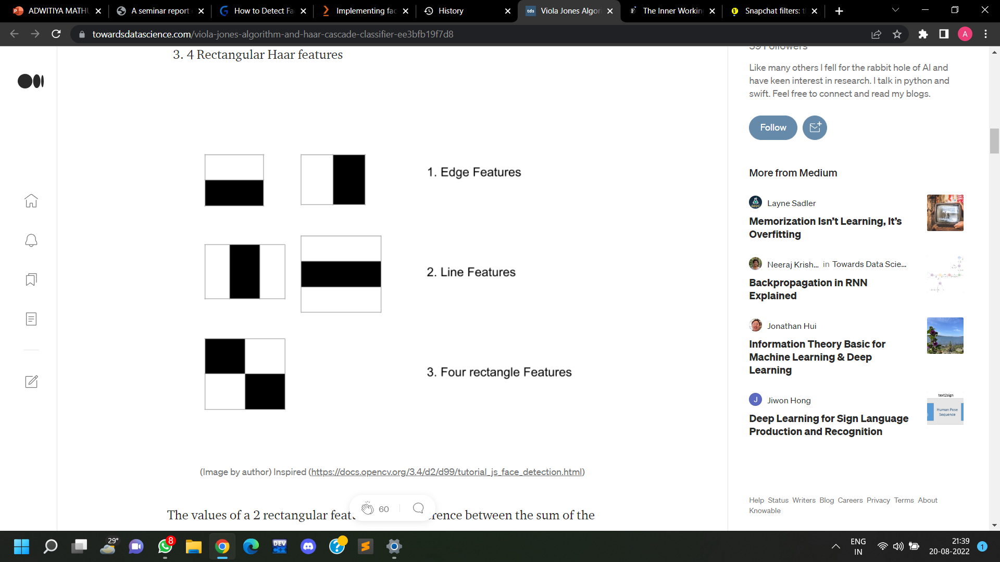 ADWITIYA MATHU
A seminar report
How to Detect Fa
Implementing fac
History
tds
Viola Jones Algor
The Inner Workin
Snapchat filters: t
towardsdatascience.com/viola-jones-algorithm-and-haar-cascade-classifier-ee3bfb19f7d8
A
3. 4 Rectangular Haar features
1. Edge Features
2. Line Features
3. Four rectangle Features
(Image by author) Inspired (https://docs.opencv.org/3.4/d2/d99/tutorial_js_face_detection.html)
60
The values of a 2 rectangular feat
rence between the sum of the
59 Followers
Like many others I fell for the rabbit hole of AI and
have keen interest in research. I talk in python and
swift. Feel free to connect and read my blogs.
Follow
More from Medium
Layne Sadler
Memorization Isn’t Learning, It’s
Overfitting
Neeraj Krish... in Towards Data Scie...
Backpropagation in RNN
Explained
Jonathan Hui
Information Theory Basic for
Machine Learning & Deep
Learning
J
Jiwon Hong
Deep Learning for Sign Language
Production and Recognition
text2sign
Human Pose
Sequence
Help Status Writers Blog Careers Privacy Terms About
Knowable
29°
8
DEV
C++
ENG
IN
21:39
20-08-2022
1